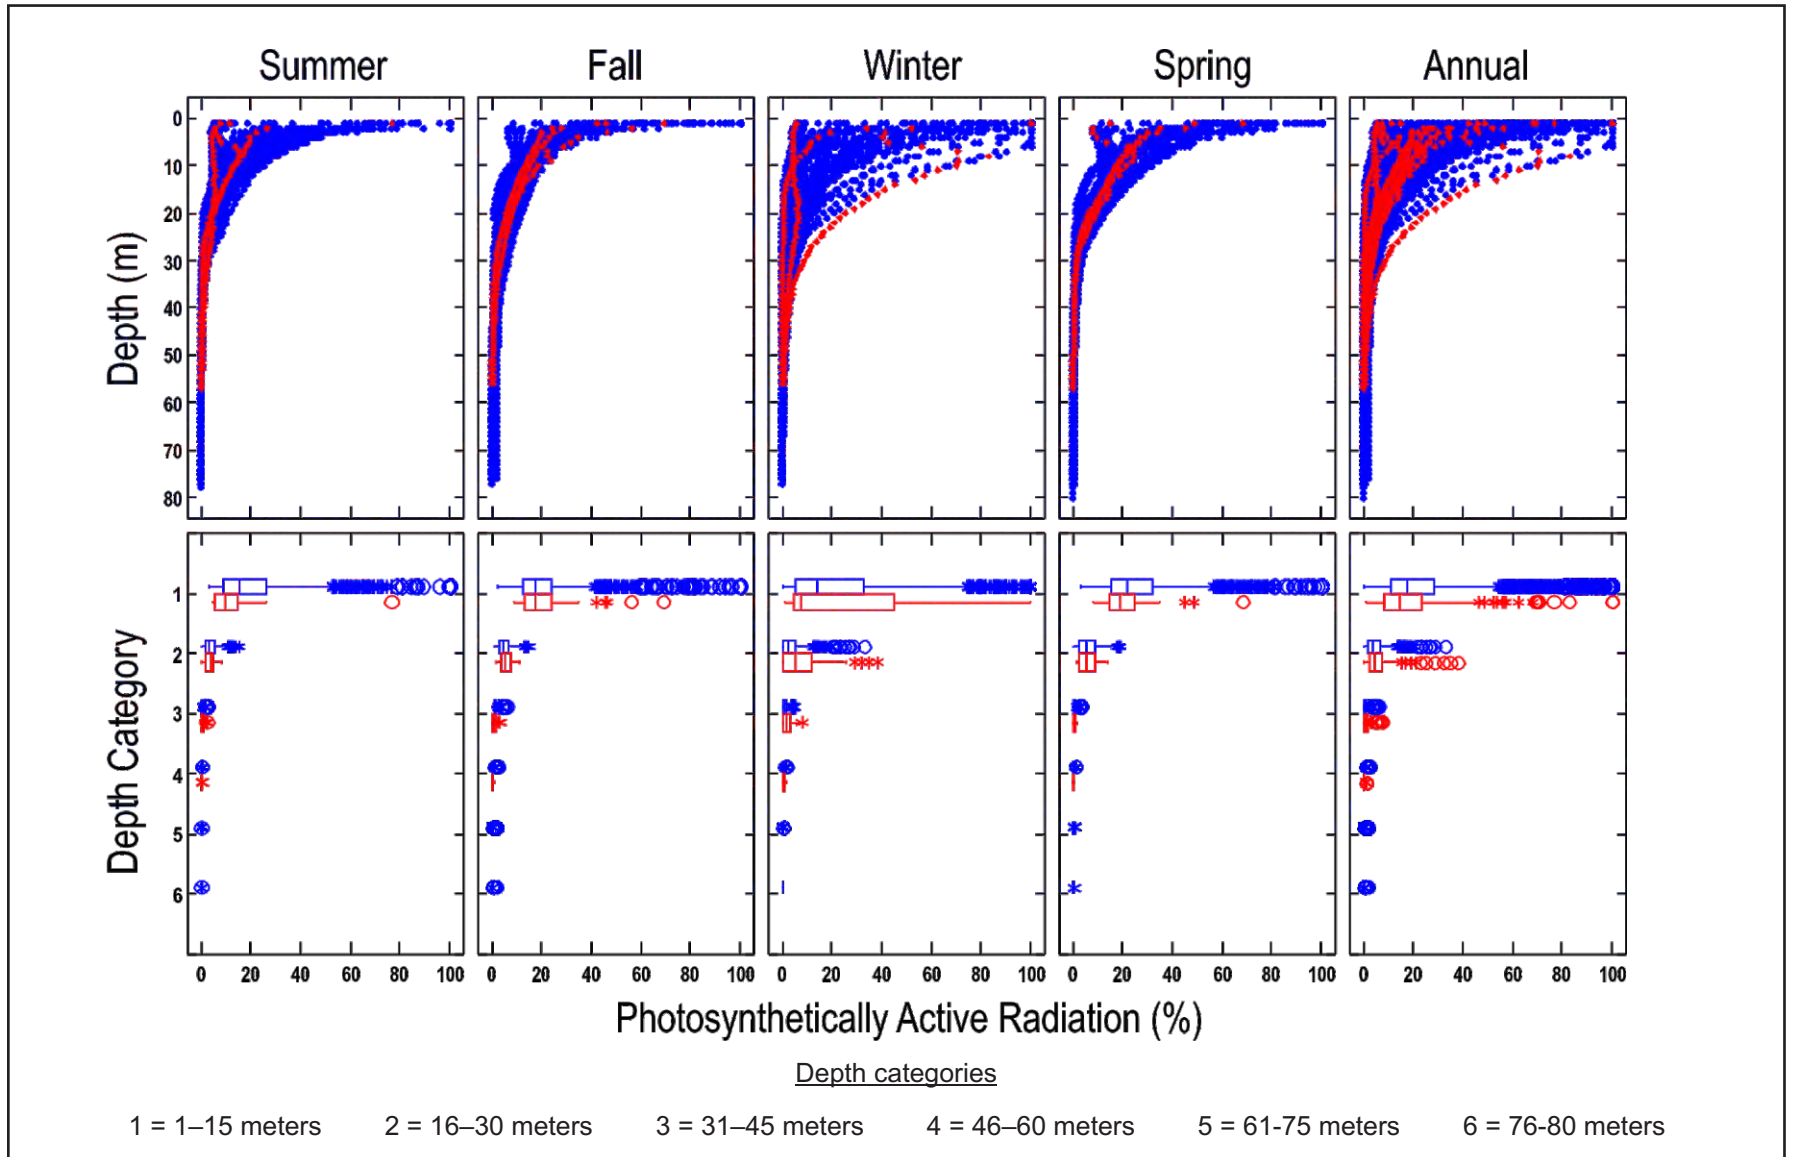 Summer Fall Winter Spring Annual
Depth (m)
0
10
20
30
40
50
60
70
80
Depth Category
1
2
3
4
5
6
0 20 40 60 80 100 0 20 40 60 80 100 0 20 40 60 80 100 0 20 40 60 80 100 0 20 40 60 80 100
Photosynthetically Active Radiation (%)
Depth categories
1 = 1–15 meters 2 = 16–30 meters 3 = 31–45 meters 4 = 46–60 meters 5 = 61-75 meters 6 = 76-80 meters